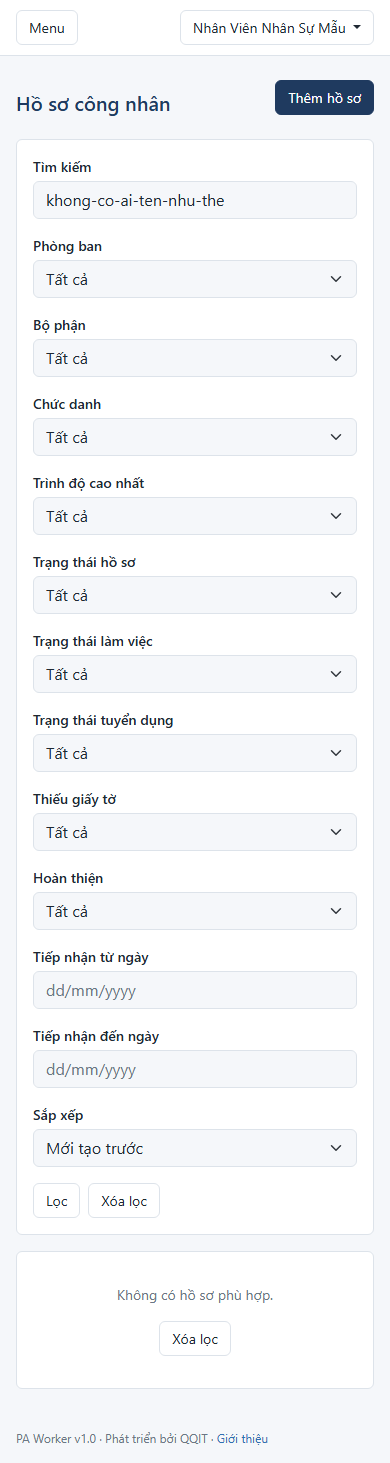 Menu
Nhân Viên Nhân Sự Mẫu
Hồ sơ công nhân
Thêm hồ sơ
Tìm kiếm
khong-co-ai-ten-nhu-the
Phòng ban
Tất cả
Bộ phận
Tất cả
Chức danh
Tất cả
Trình độ cao nhất
Tất cả
Trạng thái hồ sơ
Tất cả
Trạng thái làm việc
Tất cả
Trạng thái tuyển dụng
Tất cả
Thiếu giấy tờ
Tất cả
Hoàn thiện
Tất cả
Tiếp nhận từ ngày
dd/mm/yyyy
Tiếp nhận đến ngày
dd/mm/yyyy
Sắp xếp
Mới tạo trước
Lọc
Xóa lọc
Không có hồ sơ phù hợp.
Xóa lọc
PA Worker v1.0 · Phát triển bởi QQIT · Giới thiệu